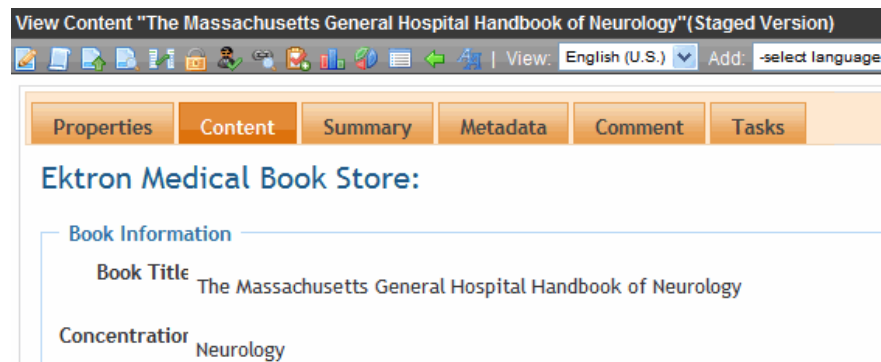 View Content "The Massachusetts General Hospital Handbook of Neurology"(Staged Version)
View: English (U.S.) Add: -select language
Properties Content Summary Metadata Comment Tasks
Ektron Medical Book Store:
Book Information
Book Title
The Massachusetts General Hospital Handbook of Neurology
Concentration
Neurology